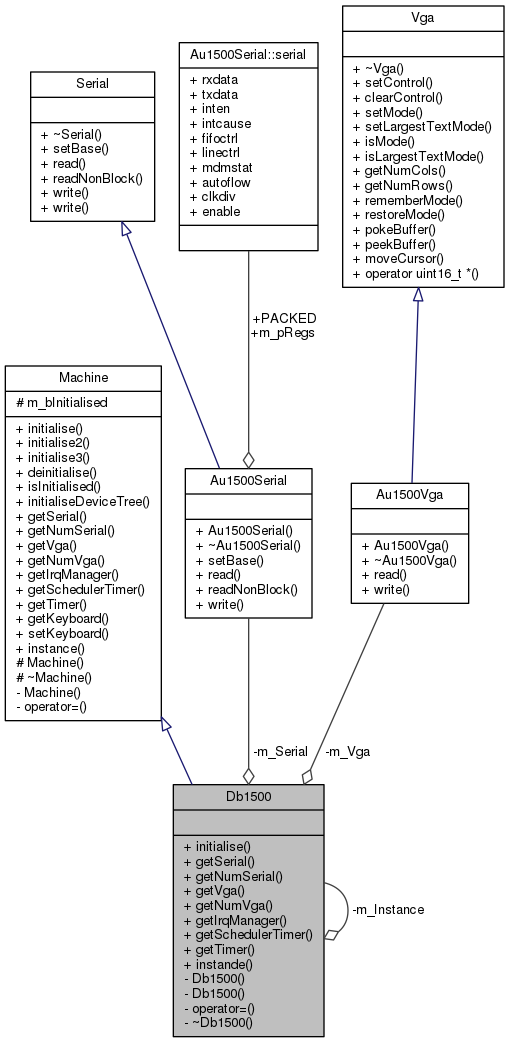 Vga
+ ~Vga()
+ setControl()
+ clearControl()
+ setMode()
+ setLargestTextMode()
+ isMode()
+ isLargestTextMode()
+ getNumCols()
+ getNumRows()
+ rememberMode()
+ restoreMode()
+ pokeBuffer()
+ peekBuffer()
+ moveCursor()
+ operator uint16_t *()
Au1500Serial::serial
+ rxdata
+ txdata
+ inten
+ intcause
+ fifoctrl
+ linectrl
+ mdmstat
+ autoflow
+ clkdiv
+ enable
Serial
+ ~Serial()
+ setBase()
+ read()
+ readNonBlock()
+ write()
+ write()
+PACKED
+m_pRegs
Machine
# m_bInitialised
+ initialise()
+ initialise2()
+ initialise3()
+ deinitialise()
+ isInitialised()
+ initialiseDeviceTree()
+ getSerial()
+ getNumSerial()
+ getVga()
+ getNumVga()
+ getIrqManager()
+ getSchedulerTimer()
+ getTimer()
+ getKeyboard()
+ setKeyboard()
+ instance()
# Machine()
# ~Machine()
- Machine()
- operator=()
Au1500Serial
+ Au1500Serial()
+ ~Au1500Serial()
+ setBase()
+ read()
+ readNonBlock()
+ write()
Au1500Vga
+ Au1500Vga()
+ ~Au1500Vga()
+ read()
+ write()
-m_Serial
-m_Vga
Db1500
+ initialise()
+ getSerial()
+ getNumSerial()
+ getVga()
+ getNumVga()
+ getIrqManager()
+ getSchedulerTimer()
+ getTimer()
+ instande()
- Db1500()
- Db1500()
- operator=()
- ~Db1500()
-m_Instance